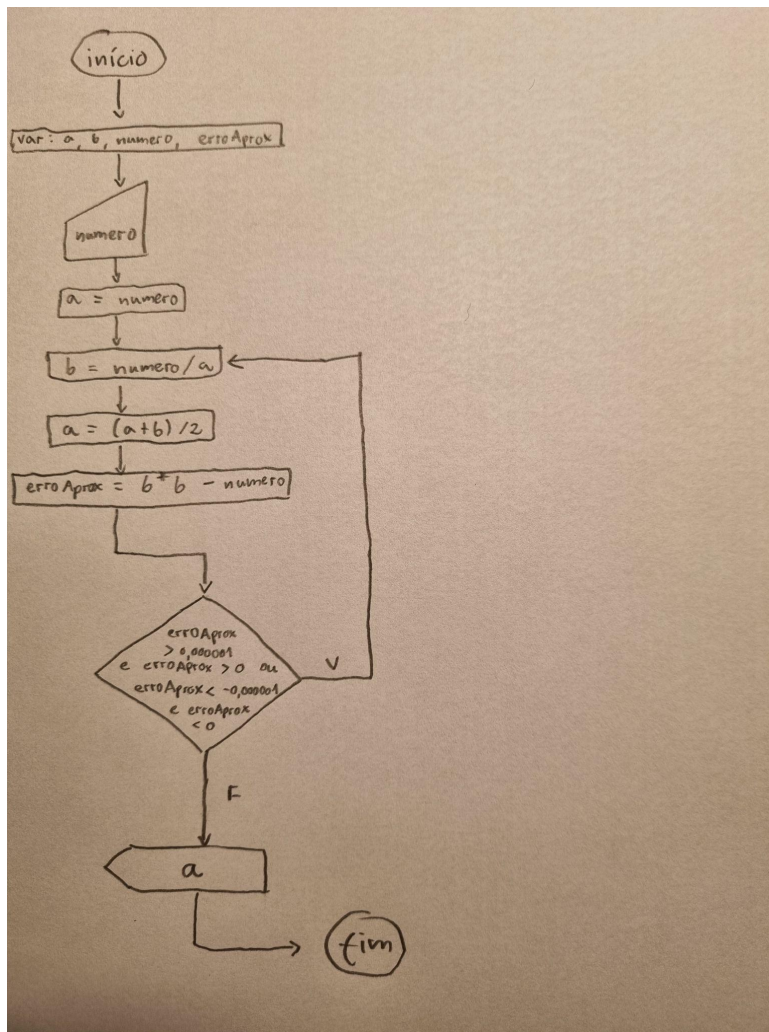 início
var: a, b, numero, erroAprox
numero
a = numero
b = numero/a
a = (a+b)/2
erroAprox = b*b - numero
erroAprox
> 0,000001
e erroAprox > 0 ou
erroAprox < -0,000001
e erroAprox
< 0
V
F
a
fim